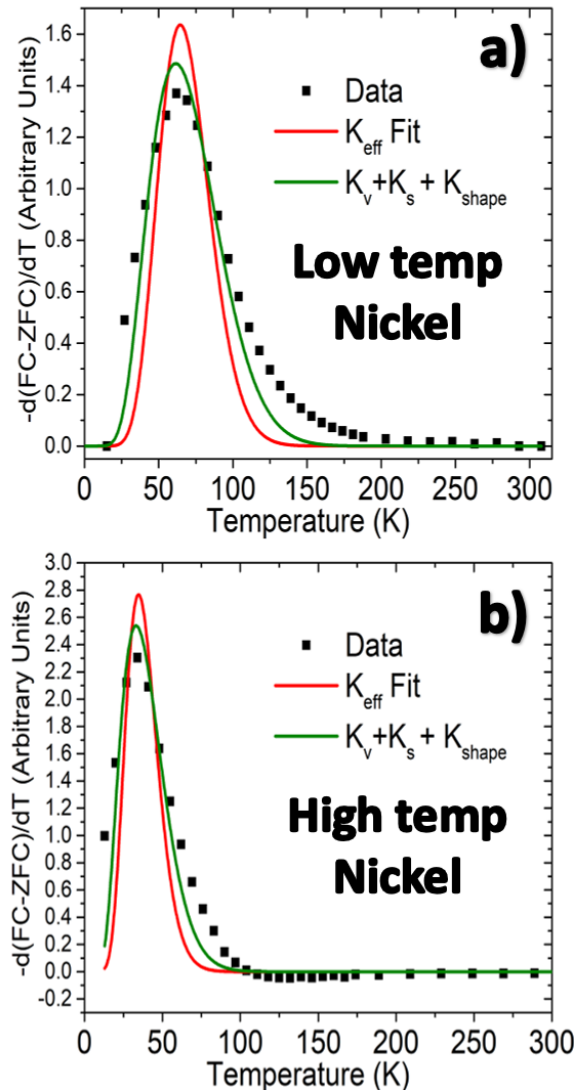 a)
-d(FC-ZFC)/dT (Arbitrary Units)
1.6
1.4
1.2
1.0
0.8
0.6
0.4
0.2
0.0
Data
Keff Fit
Kv+Ks + Kshape
Low temp
Nickel
0 50 100 150 200 250 300
Temperature (K)
b)
-d(FC-ZFC)/dT (Arbitrary Units)
3.0
2.8
2.6
2.4
2.2
2.0
1.8
1.6
1.4
1.2
1.0
0.8
0.6
0.4
0.2
0.0
-0.2
Data
Keff Fit
Kv+Ks + Kshape
High temp
Nickel
0 50 100 150 200 250 300
Temperature (K)